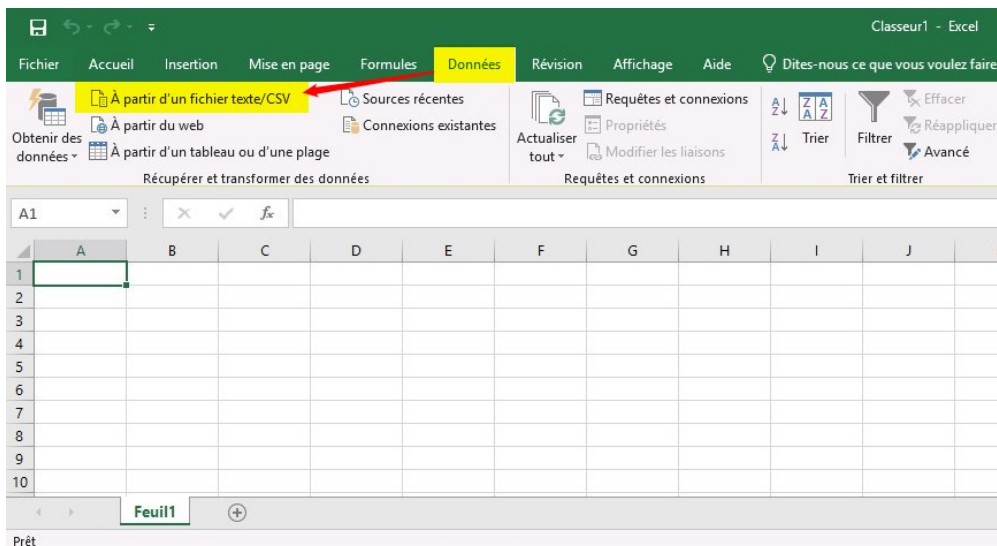 Classeur1 - Excel
Fichier Accueil Insertion Mise en page Formules Données Révision Affichage Aide Dites-nous ce que vous voulez faire
Obtenir des
données
À partir d'un fichier texte/CSV
À partir du web
À partir d'un tableau ou d'une plage
Sources récentes
Connexions existantes
Récupérer et transformer des données
Actualiser
tout
Requêtes et connexions
Propriétés
Modifier les liaisons
Requêtes et connexions
Trier
Filtrer
Effacer
Réappliquer
Avancé
Trier et filtrer
A1 fx
A B C D E F G H I J
1
2
3
4
5
6
7
8
9
10
Feuil1
Prêt